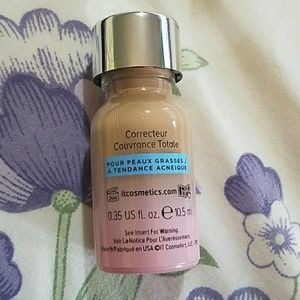 Correcteur
Couvrance Totale
POUR PEAUX GRASSES /
À TENDANCE ACNÉIQUE
itcosmetics.com
0.35 US fl. oz. ℮ 10.5 ml
See Insert For Warning
Voir La Notice Pour L'Avertissement.
Made In/Fabriqué en USA ©IT Cosmetics, LLC